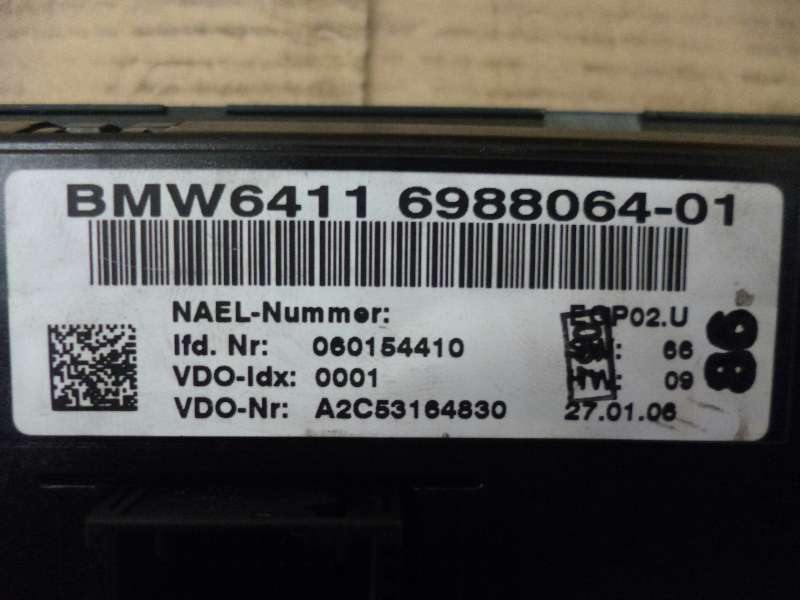 BMW6411 6988064-01
NAEL-Nummer:
lfd. Nr: 060154410 : 66
VDO-Idx: 0001 : 09
VDO-Nr: A2C53164830 27.01.06
86